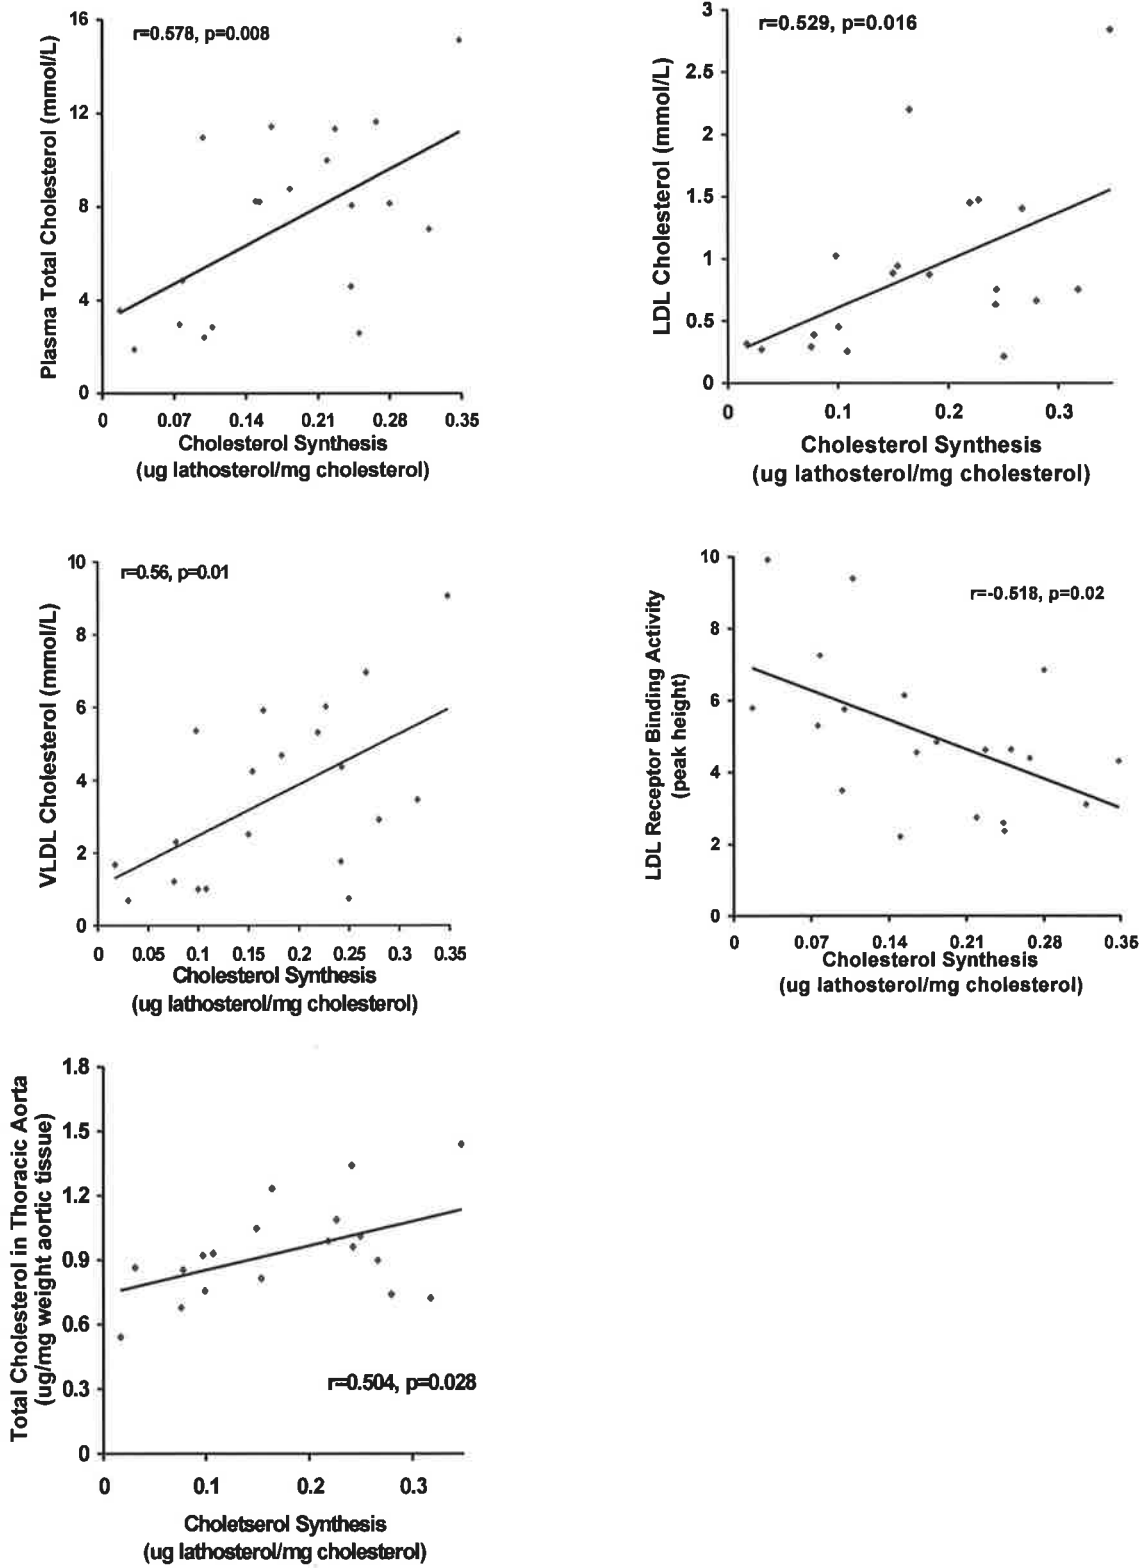 r=0.578, p=0.008
Plasma Total Cholesterol (mmol/L)
16
12
8
4
0
0 0.07 0.14 0.21 0.28 0.35
Cholesterol Synthesis
(ug lathosterol/mg cholesterol)
r=0.529, p=0.016
LDL Cholesterol (mmol/L)
3
2.5
2
1.5
1
0.5
0
0 0.1 0.2 0.3
Cholesterol Synthesis
(ug lathosterol/mg cholesterol)
r=0.56, p=0.01
VLDL Cholesterol (mmol/L)
10
8
6
4
2
0
0 0.05 0.1 0.15 0.2 0.25 0.3 0.35
Cholesterol Synthesis
(ug lathosterol/mg cholesterol)
r=-0.518, p=0.02
LDL Receptor Binding Activity
(peak height)
10
8
6
4
2
0
0 0.07 0.14 0.21 0.28 0.35
Cholesterol Synthesis
(ug lathosterol/mg cholesterol)
Total Cholesterol in Thoracic Aorta
(ug/mg weight aortic tissue)
1.8
1.5
1.2
0.9
0.6
0.3
0
r=0.504, p=0.028
0 0.1 0.2 0.3
Choletserol Synthesis
(ug lathosterol/mg cholesterol)